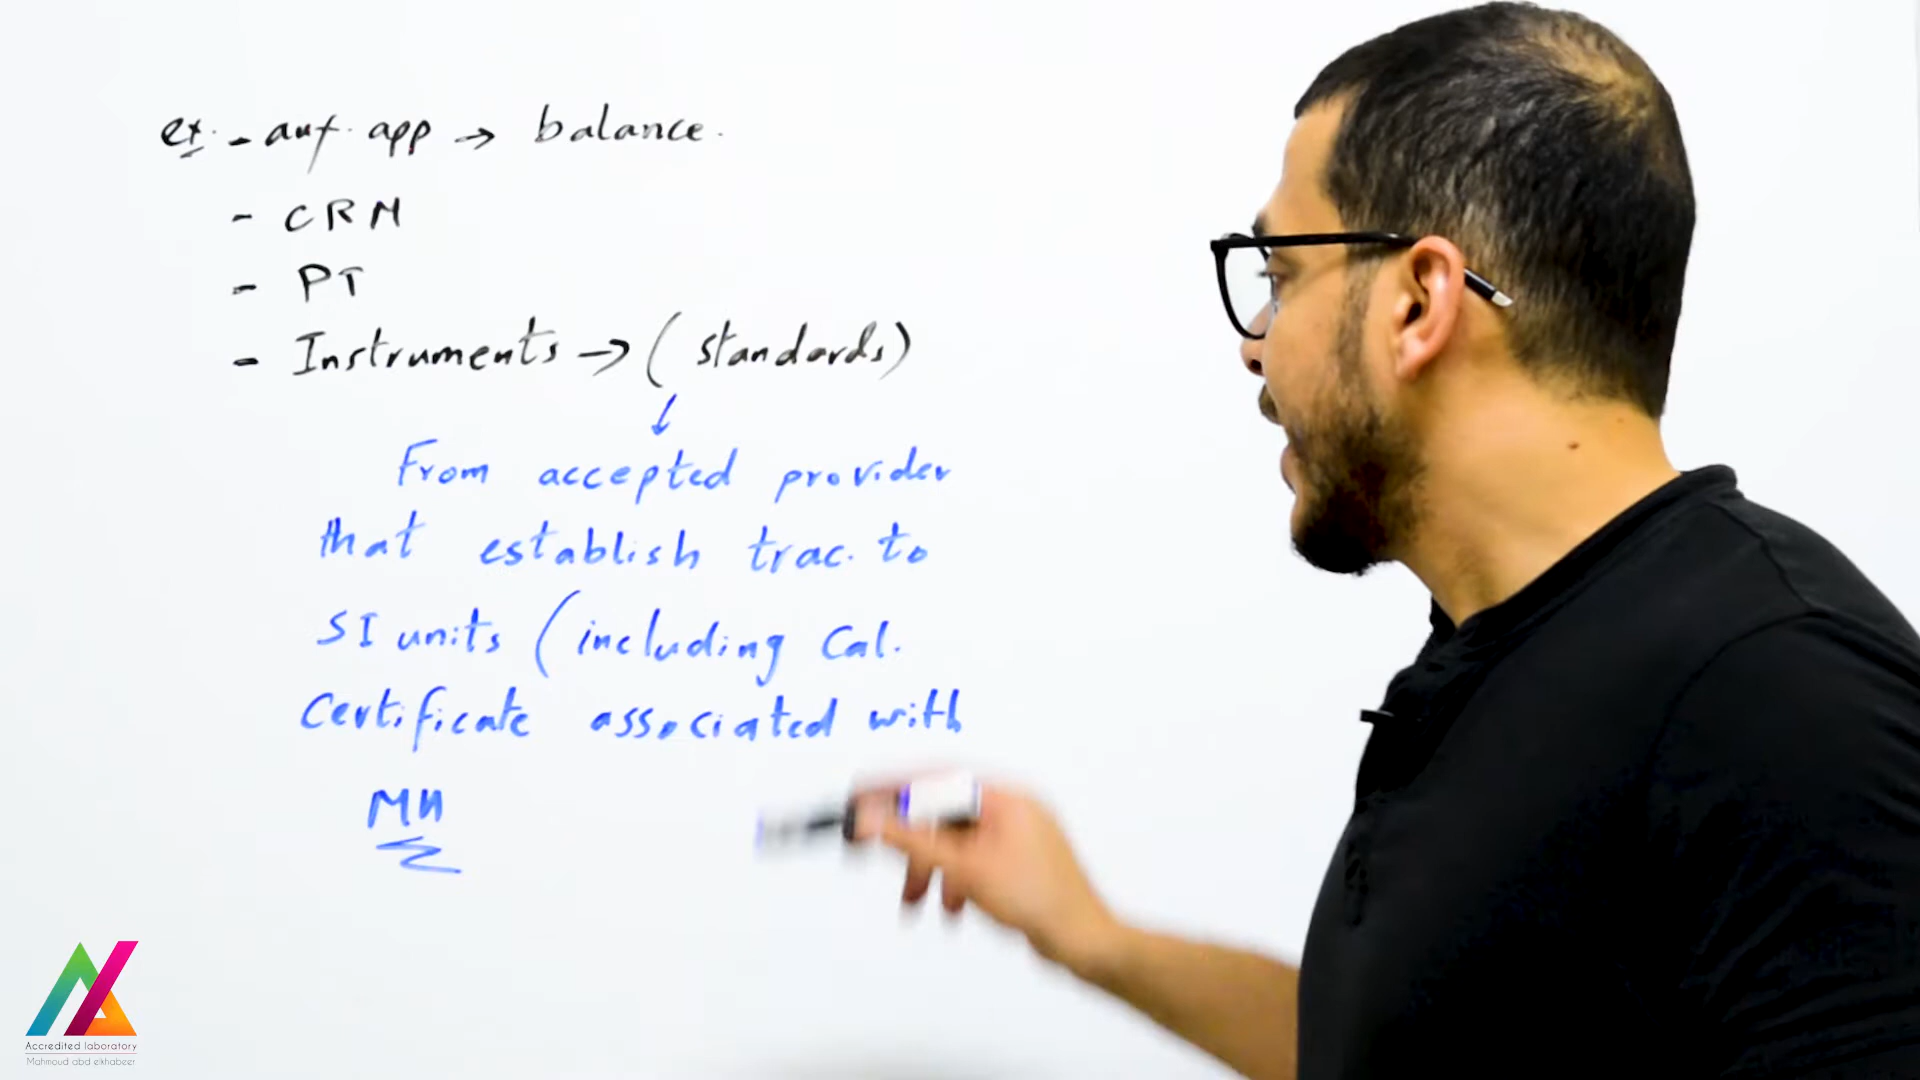 ex. - auf. app → balance.
- CRM
- PT
- Instruments → ( standards)
↓
From accepted provider
that establish trac. to
SI units (including Cal.
Certificate associated with
Mu
Accredited laboratory
Mahmoud abd elkhabeer